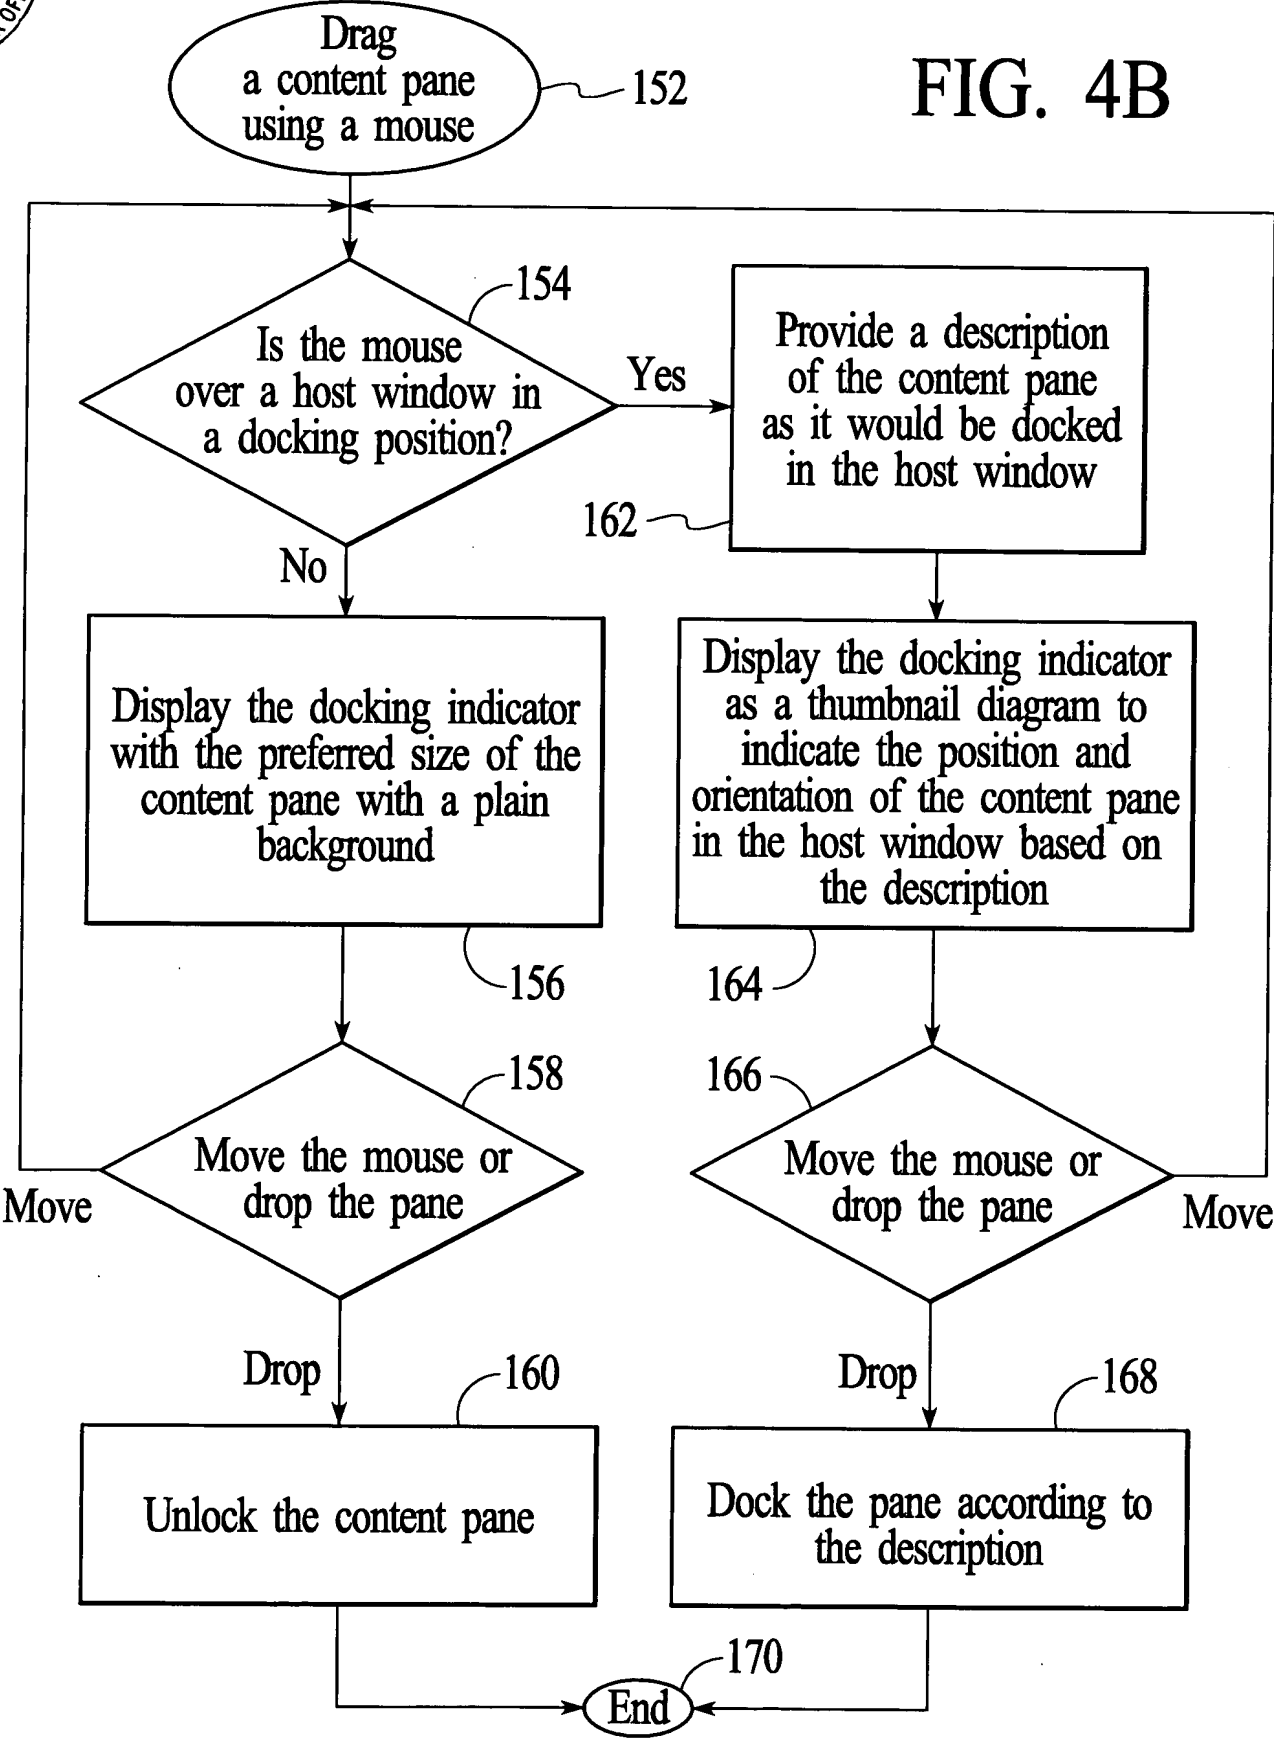 FIG. 4B
Drag
a content pane
using a mouse
152
154
Is the mouse
over a host window in
a docking position?
Yes
No
Provide a description
of the content pane
as it would be docked
in the host window
162
Display the docking indicator
with the preferred size of the
content pane with a plain
background
156
Display the docking indicator
as a thumbnail diagram to
indicate the position and
orientation of the content pane
in the host window based on
the description
164
158
Move the mouse or
drop the pane
Move
166
Move the mouse or
drop the pane
Move
Drop
160
Unlock the content pane
Drop
168
Dock the pane according to
the description
170
End